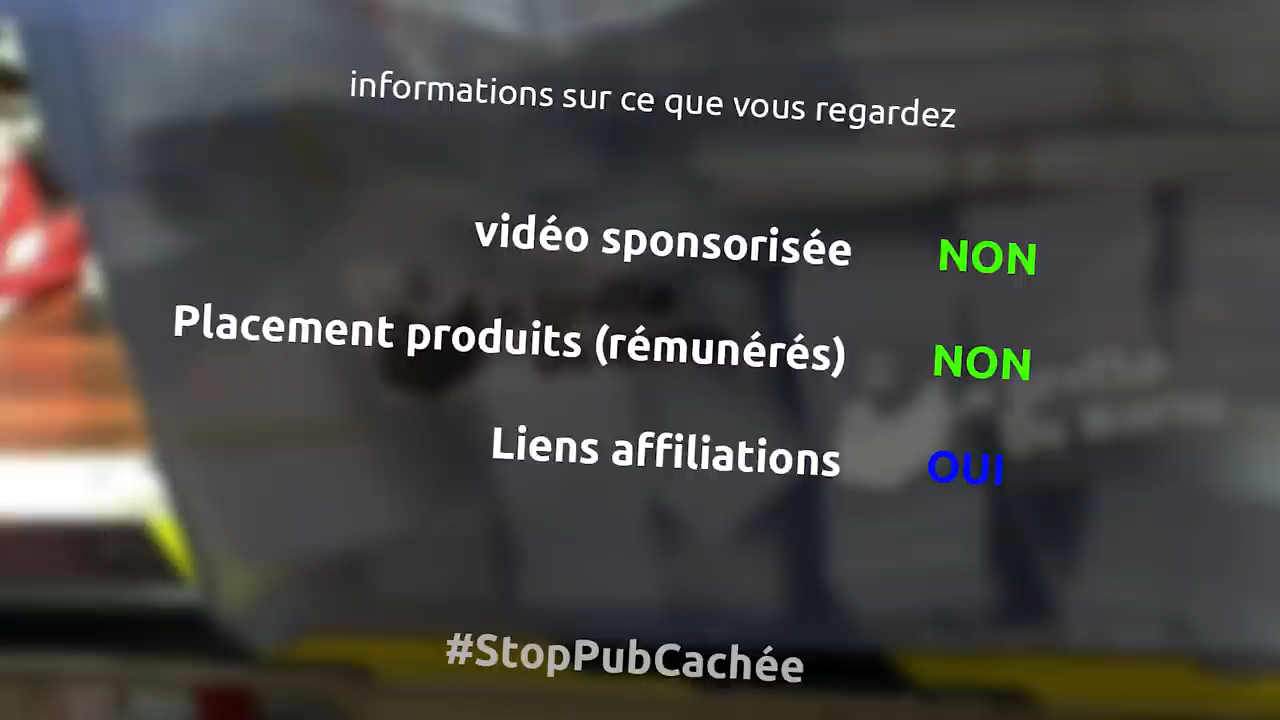 informations sur ce que vous regardez
vidéo sponsorisée NON
Placement produits (rémunérés) NON
Liens affiliations OUI
#StopPubCachée